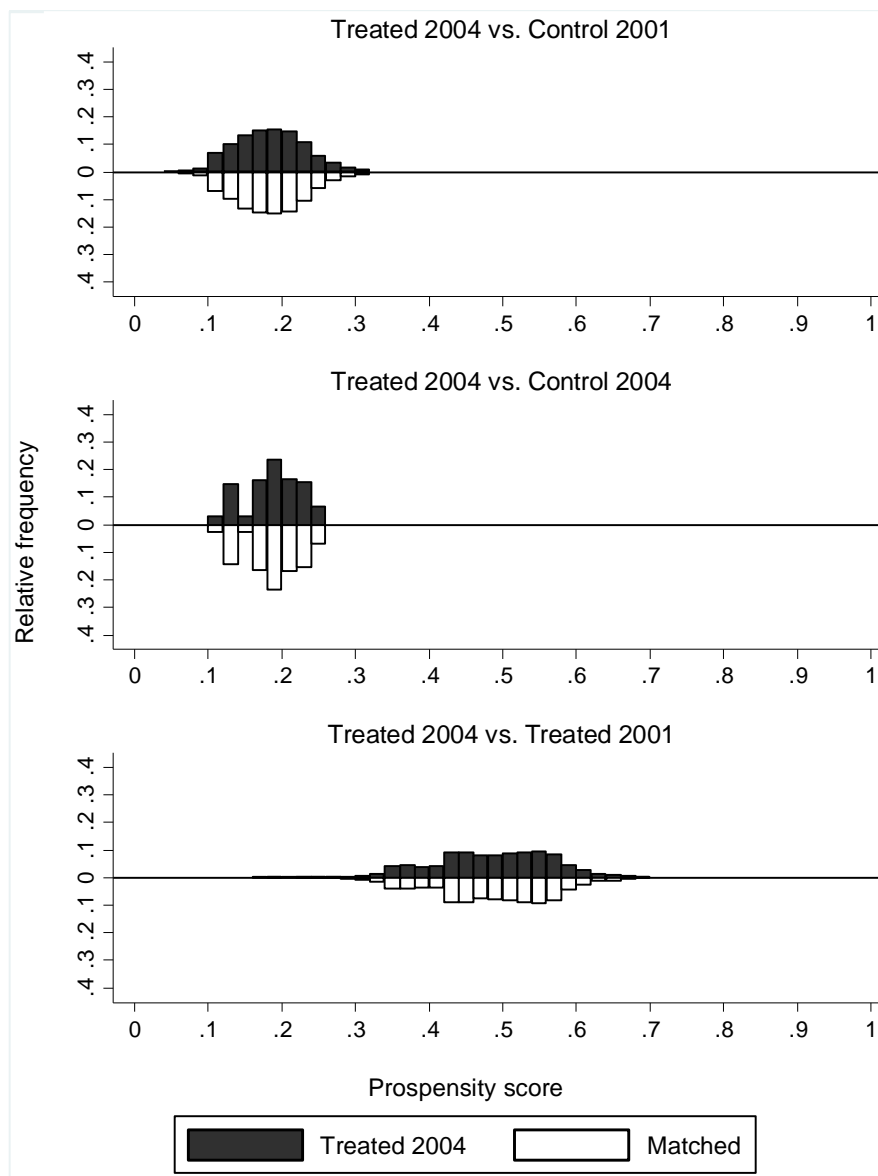 Treated 2004 vs. Control 2001
.4 .3 .2 .1 0 .1 .2 .3 .4
0 .1 .2 .3 .4 .5 .6 .7 .8 .9 1
Treated 2004 vs. Control 2004
Relative frequency
.4 .3 .2 .1 0 .1 .2 .3 .4
0 .1 .2 .3 .4 .5 .6 .7 .8 .9 1
Treated 2004 vs. Treated 2001
.4 .3 .2 .1 0 .1 .2 .3 .4
0 .1 .2 .3 .4 .5 .6 .7 .8 .9 1
Prospensity score
Treated 2004 Matched